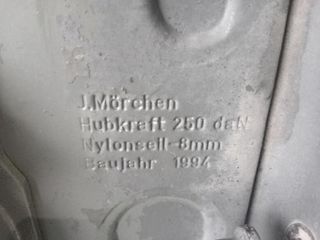 J.Mörchen
Hubkraft 250 daN
Nylonseil-8mm
Baujahr 1994